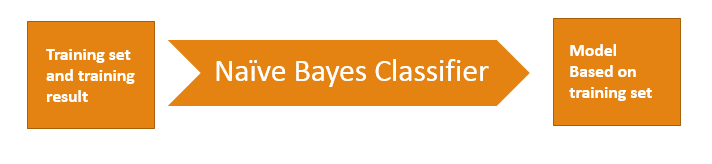 Training set
and training
result
Naïve Bayes Classifier
Model
Based on
training set